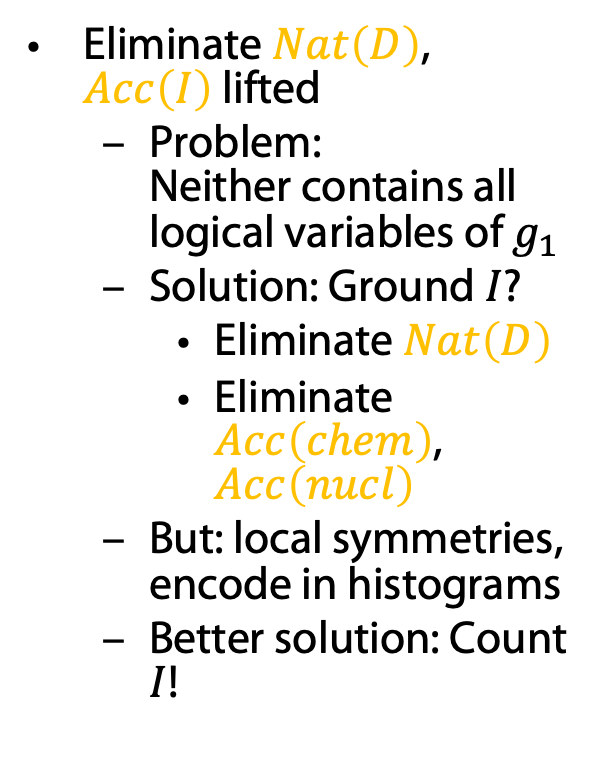 • Eliminate Nat(D),
Acc(I) lifted
– Problem:
Neither contains all
logical variables of g₁
– Solution: Ground I?
• Eliminate Nat(D)
• Eliminate
Acc(chem),
Acc(nucl)
– But: local symmetries,
encode in histograms
– Better solution: Count
I!